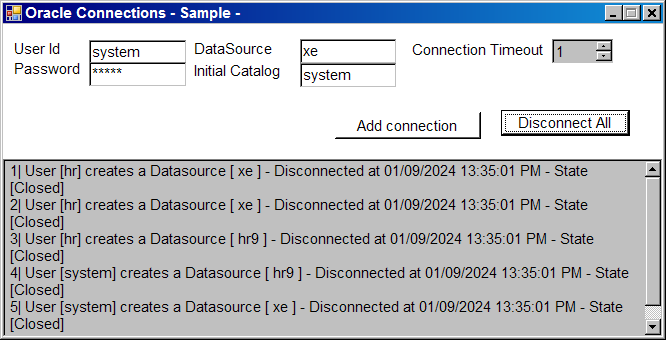 Oracle Connections - Sample -
User Id system DataSource xe Connection Timeout 1
Password ***** Initial Catalog system
Add connection Disconnect All
1| User [hr] creates a Datasource [ xe ] - Disconnected at 01/09/2024 13:35:01 PM - State
[Closed]
2| User [hr] creates a Datasource [ xe ] - Disconnected at 01/09/2024 13:35:01 PM - State
[Closed]
3| User [hr] creates a Datasource [ hr9 ] - Disconnected at 01/09/2024 13:35:01 PM - State
[Closed]
4| User [system] creates a Datasource [ hr9 ] - Disconnected at 01/09/2024 13:35:01 PM - State
[Closed]
5| User [system] creates a Datasource [ xe ] - Disconnected at 01/09/2024 13:35:01 PM - State
[Closed]